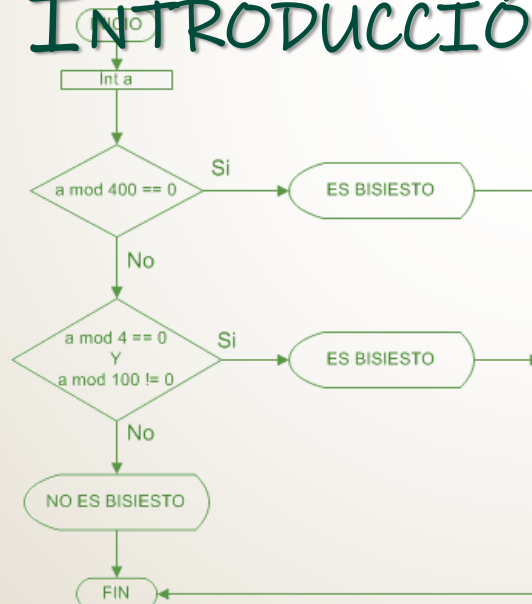 INTRODUCCIÓ
INICIO
Int a
a mod 400 == 0
Si
ES BISIESTO
No
a mod 4 == 0
Y
a mod 100 != 0
Si
ES BISIESTO
No
NO ES BISIESTO
FIN